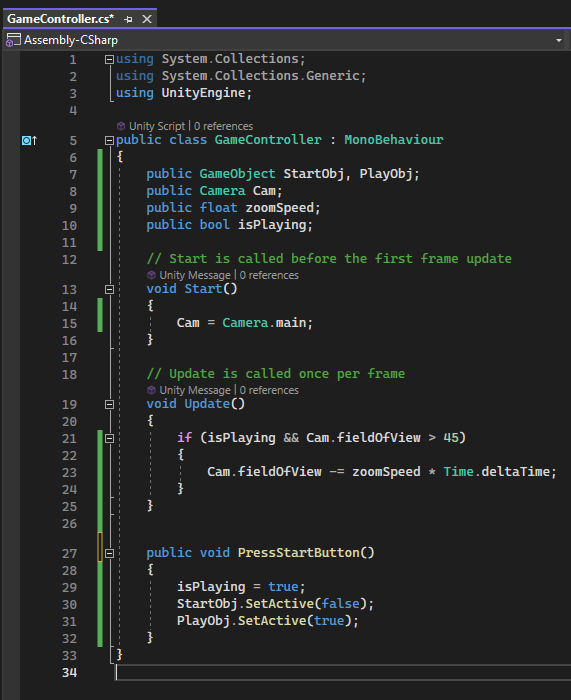 GameController.cs*
Assembly-CSharp
1 using System.Collections;
2 using System.Collections.Generic;
3 using UnityEngine;
4
Unity Script | 0 references
5 public class GameController : MonoBehaviour
6 {
7 public GameObject StartObj, PlayObj;
8 public Camera Cam;
9 public float zoomSpeed;
10 public bool isPlaying;
11
12 // Start is called before the first frame update
Unity Message | 0 references
13 void Start()
14 {
15 Cam = Camera.main;
16 }
17
18 // Update is called once per frame
Unity Message | 0 references
19 void Update()
20 {
21 if (isPlaying && Cam.fieldOfView > 45)
22 {
23 Cam.fieldOfView -= zoomSpeed * Time.deltaTime;
24 }
25 }
26
27 public void PressStartButton()
28 {
29 isPlaying = true;
30 StartObj.SetActive(false);
31 PlayObj.SetActive(true);
32 }
33 }
34